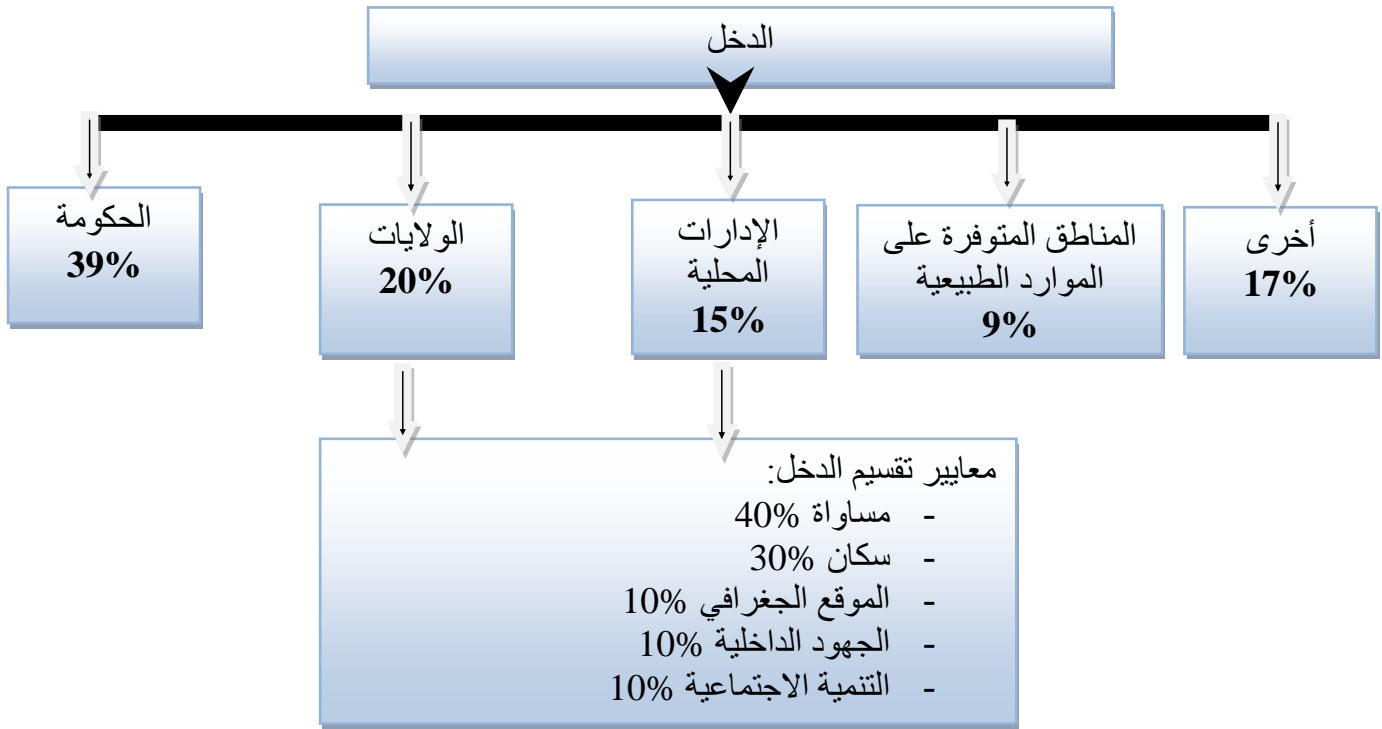 الدخل
الحكومة
39%
الولايات
20%
الإدارات
المحلية
15%
المناطق المتوفرة على
الموارد الطبيعية
9%
أخرى
17%
معايير تقسيم الدخل:
- مساواة 40%
- سكان 30%
- الموقع الجغرافي 10%
- الجهود الداخلية 10%
- التنمية الاجتماعية 10%